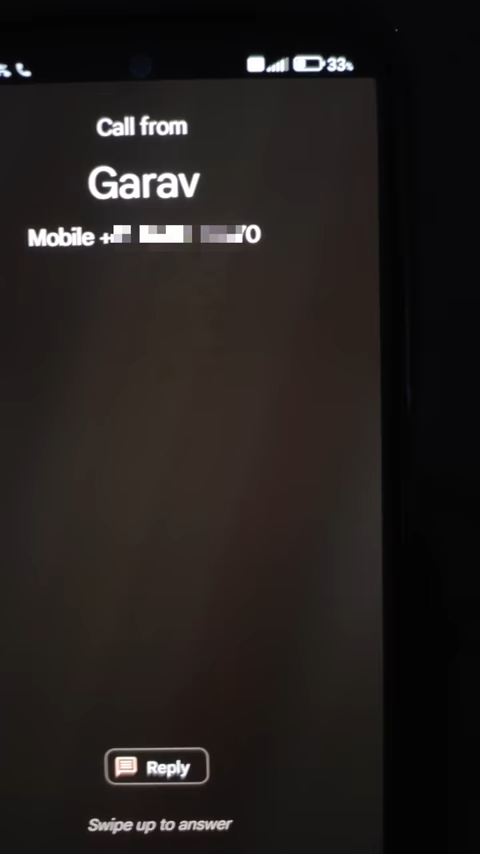 33%
Call from
Garav
Mobile +
Reply
Swipe up to answer